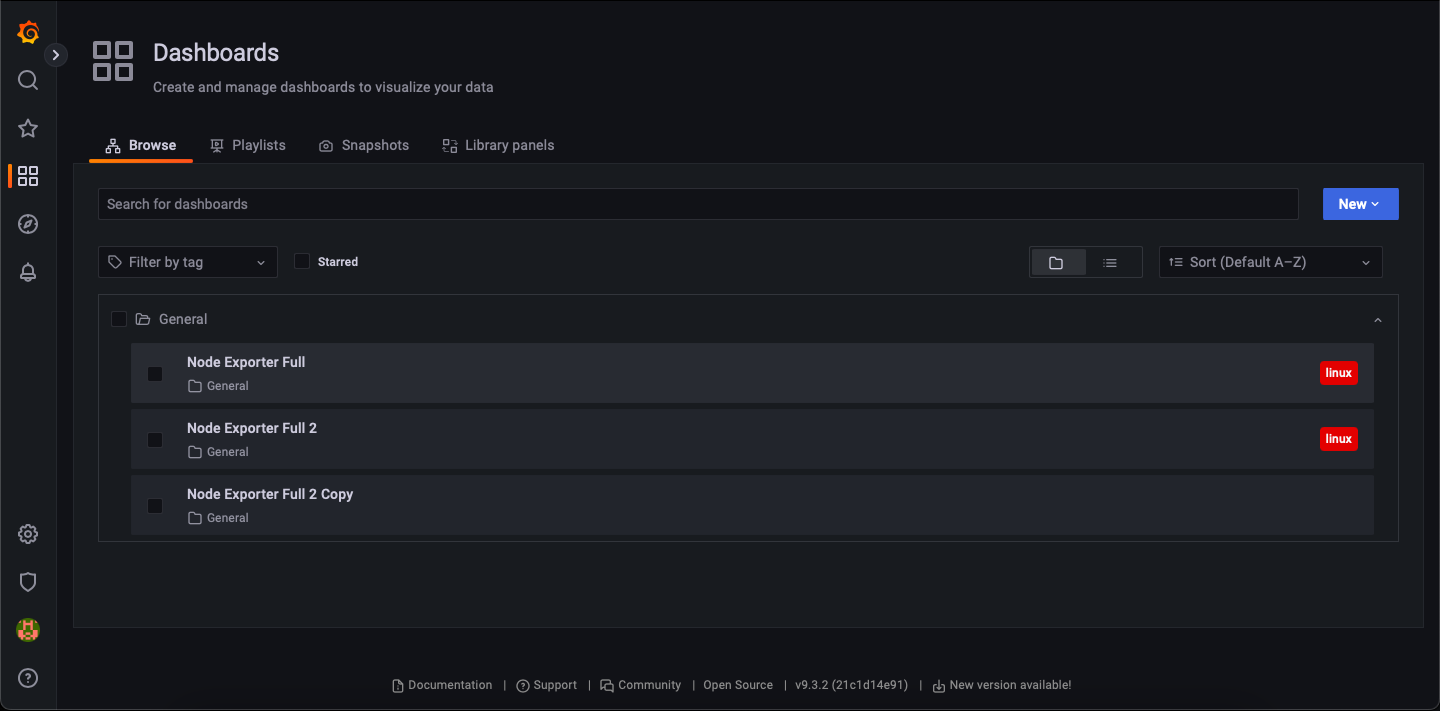 Dashboards
Create and manage dashboards to visualize your data
Browse Playlists Snapshots Library panels
Search for dashboards New
Filter by tag Starred Sort (Default A–Z)
General
Node Exporter Full
General
linux
Node Exporter Full 2
General
linux
Node Exporter Full 2 Copy
General
Documentation | Support | Community | Open Source | v9.3.2 (21c1d14e91) | New version available!